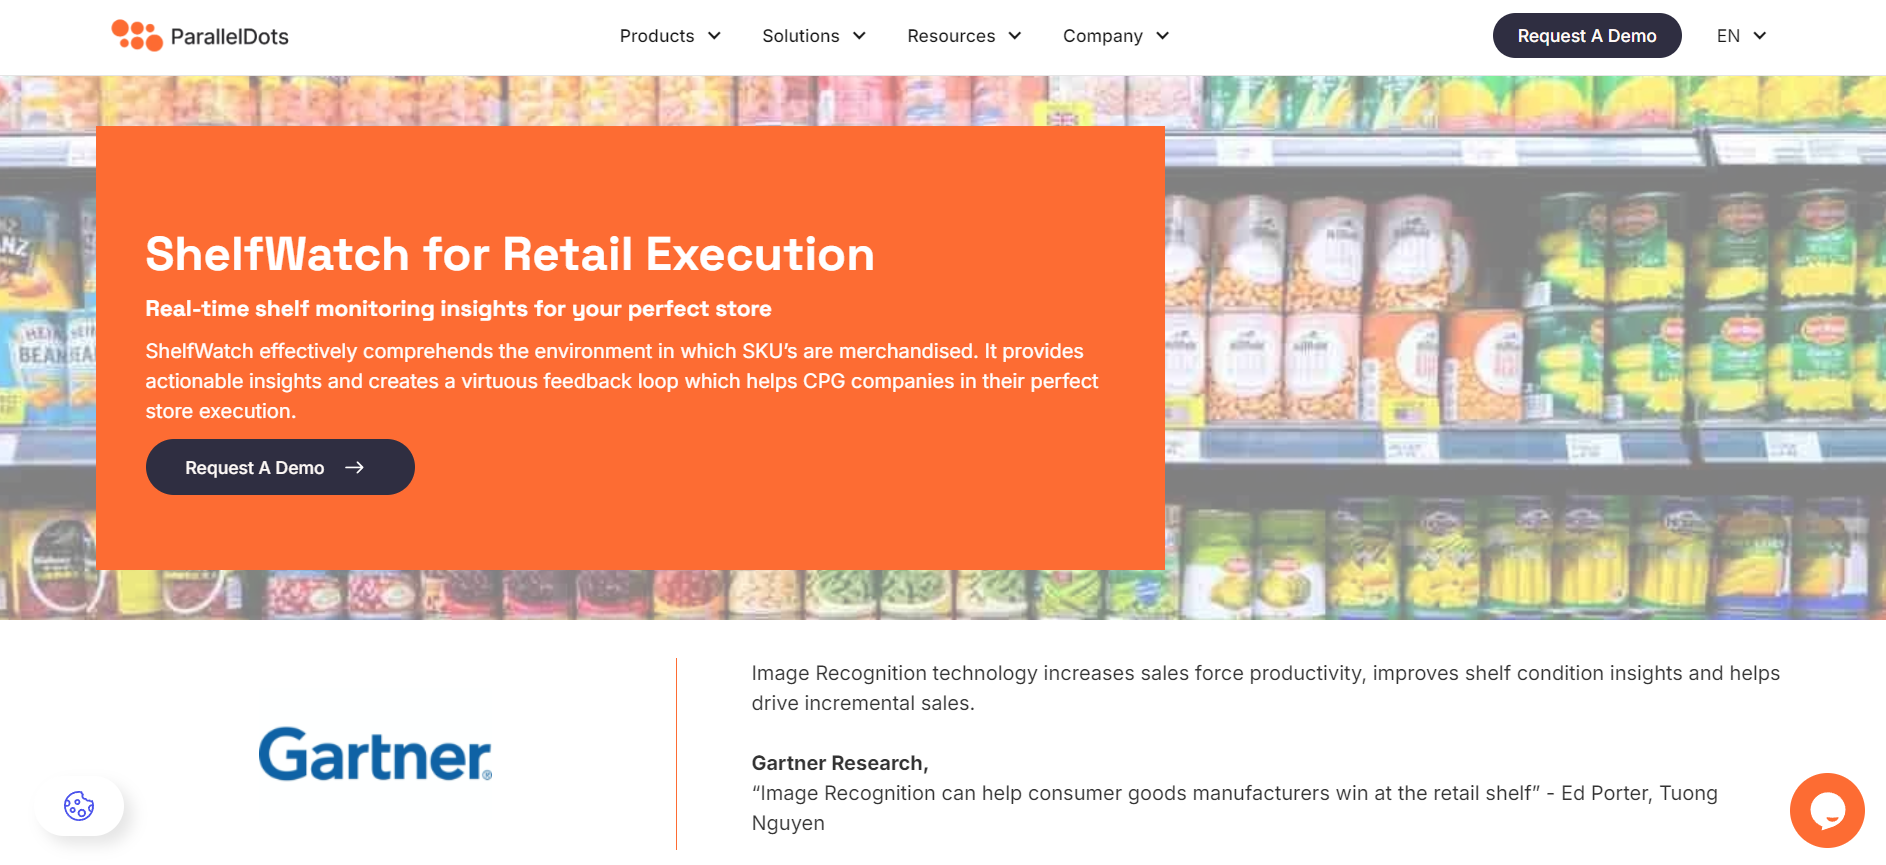 ParallelDots
Products
Solutions
Resources
Company
Request A Demo
EN
ShelfWatch for Retail Execution
Real-time shelf monitoring insights for your perfect store
ShelfWatch effectively comprehends the environment in which SKU’s are merchandised. It provides
actionable insights and creates a virtuous feedback loop which helps CPG companies in their perfect
store execution.
Request A Demo
Image Recognition technology increases sales force productivity, improves shelf condition insights and helps
drive incremental sales.
Gartner®
Gartner Research,
“Image Recognition can help consumer goods manufacturers win at the retail shelf” - Ed Porter, Tuong
Nguyen